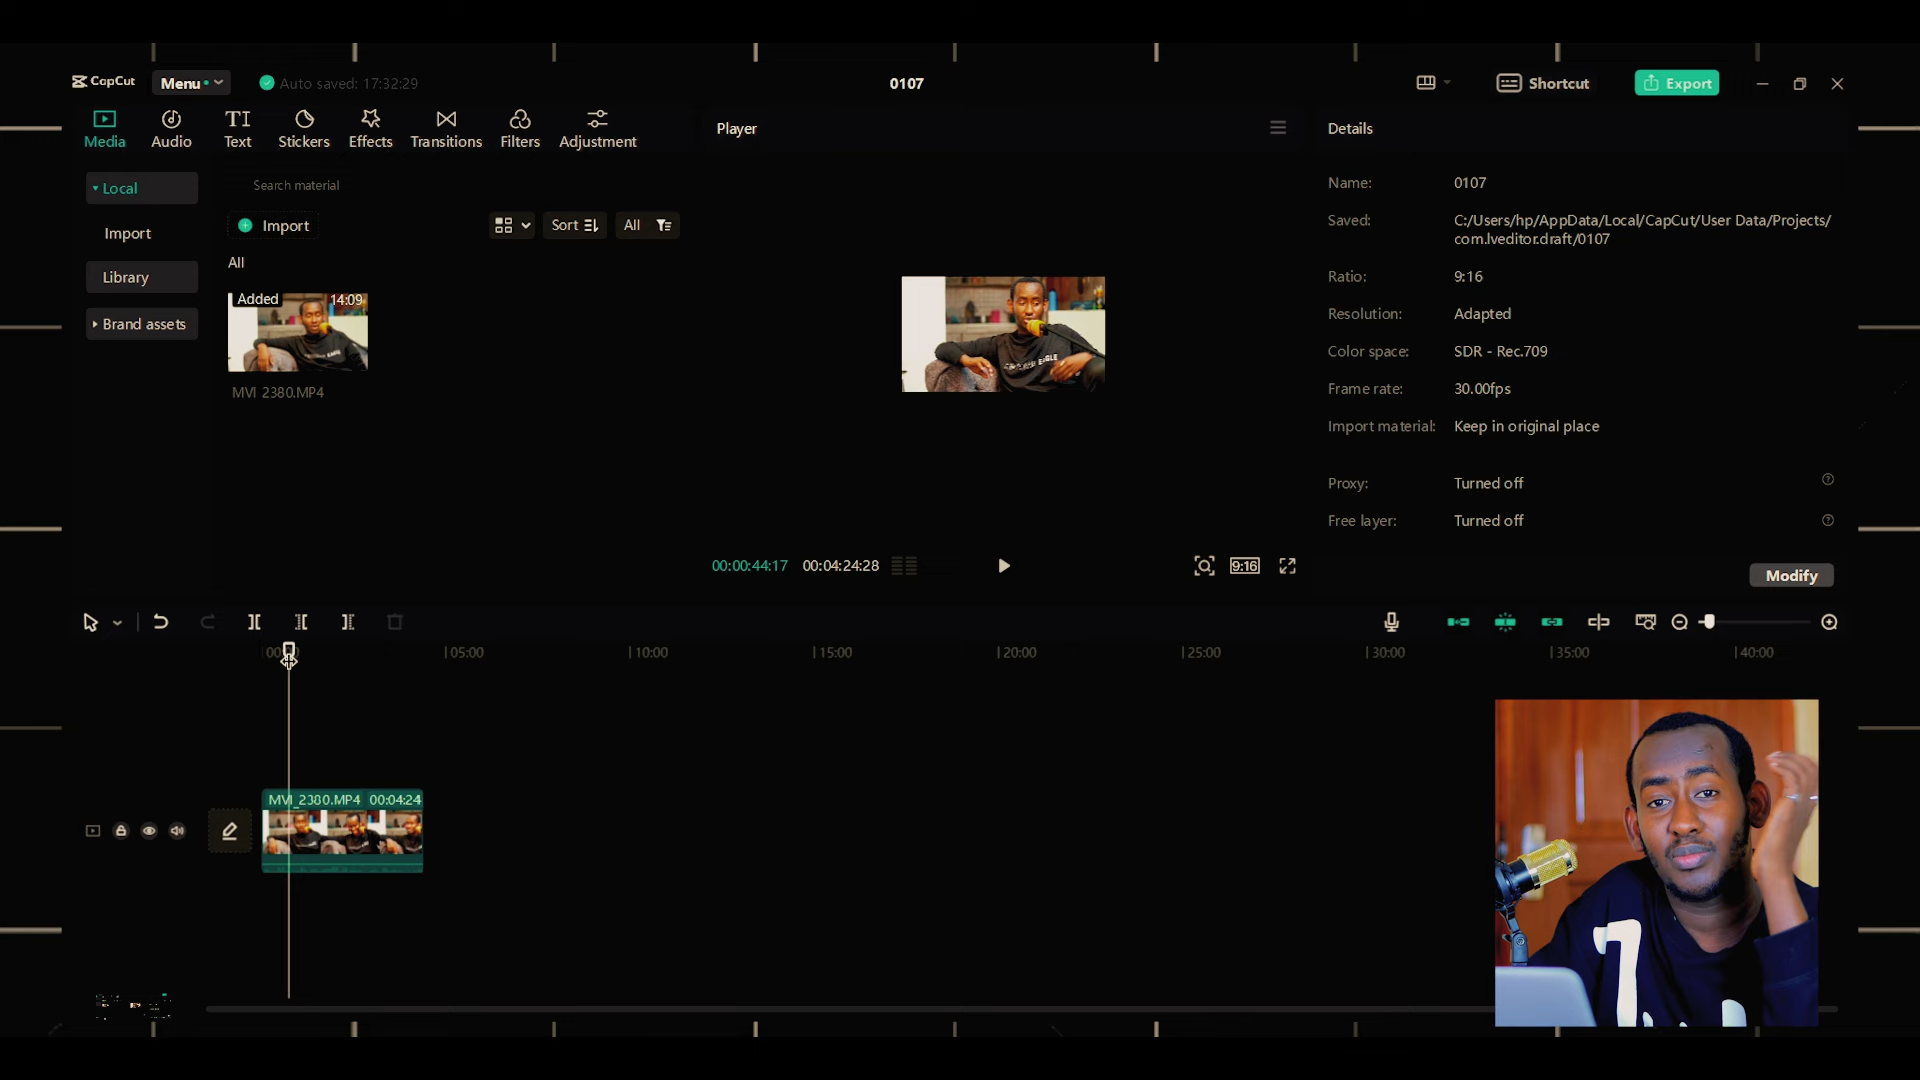 CapCut
Menu
Auto saved: 17:32:29
0107
Shortcut
Export
Media
Audio
Text
Stickers
Effects
Transitions
Filters
Adjustment
Player
Details
Local
Import
Library
Brand assets
Search material
Import
Sort
All
All
Added
14:09
MVI 2380.MP4
Name:
0107
Saved:
C:/Users/hp/AppData/Local/CapCut/User Data/Projects/
com.lveditor.draft/0107
Ratio:
9:16
Resolution:
Adapted
Color space:
SDR - Rec.709
Frame rate:
30.00fps
Import material:
Keep in original place
Proxy:
Turned off
Free layer:
Turned off
Modify
00:00:44:17
00:04:24:28
9:16
05:00
10:00
15:00
20:00
25:00
30:00
35:00
40:00
MVI_2380.MP4
00:04:24